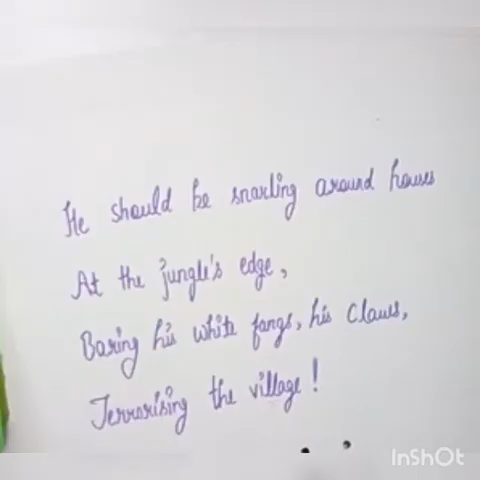 He should be snarling around houses
At the jungle's edge,
Baring his white fangs, his claws,
Terrorising the village!
InShOt